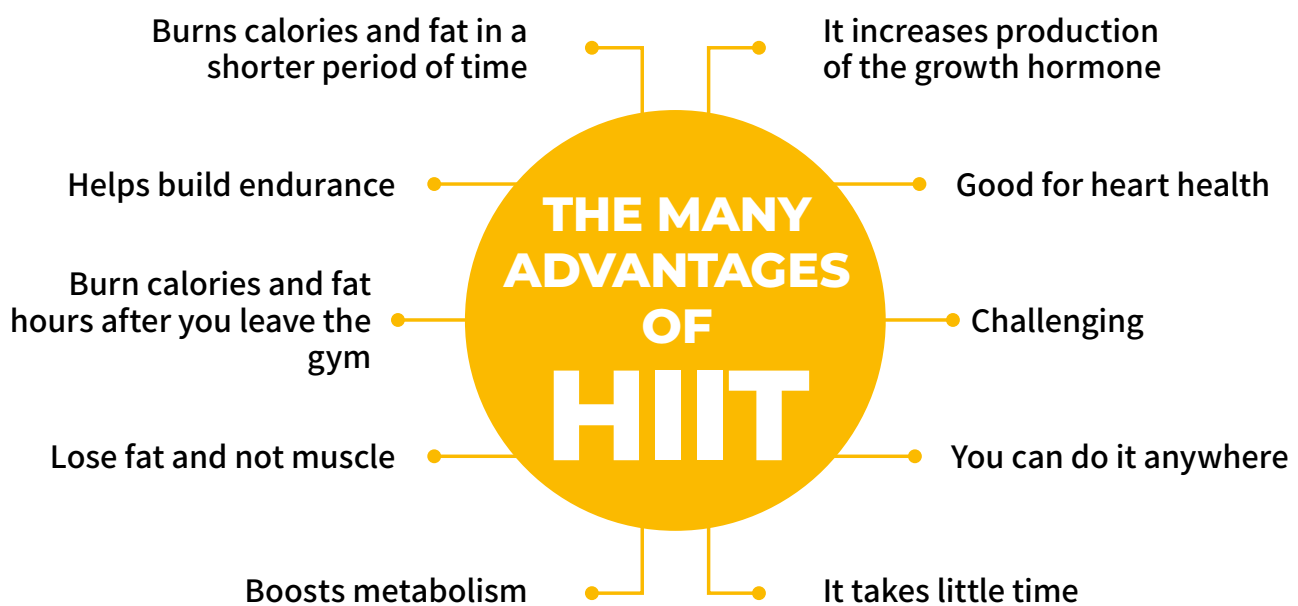 Burns calories and fat in a
shorter period of time
It increases production
of the growth hormone
Helps build endurance
Good for heart health
THE MANY
ADVANTAGES
OF
HIIT
Burn calories and fat
hours after you leave the
gym
Challenging
Lose fat and not muscle
You can do it anywhere
Boosts metabolism
It takes little time